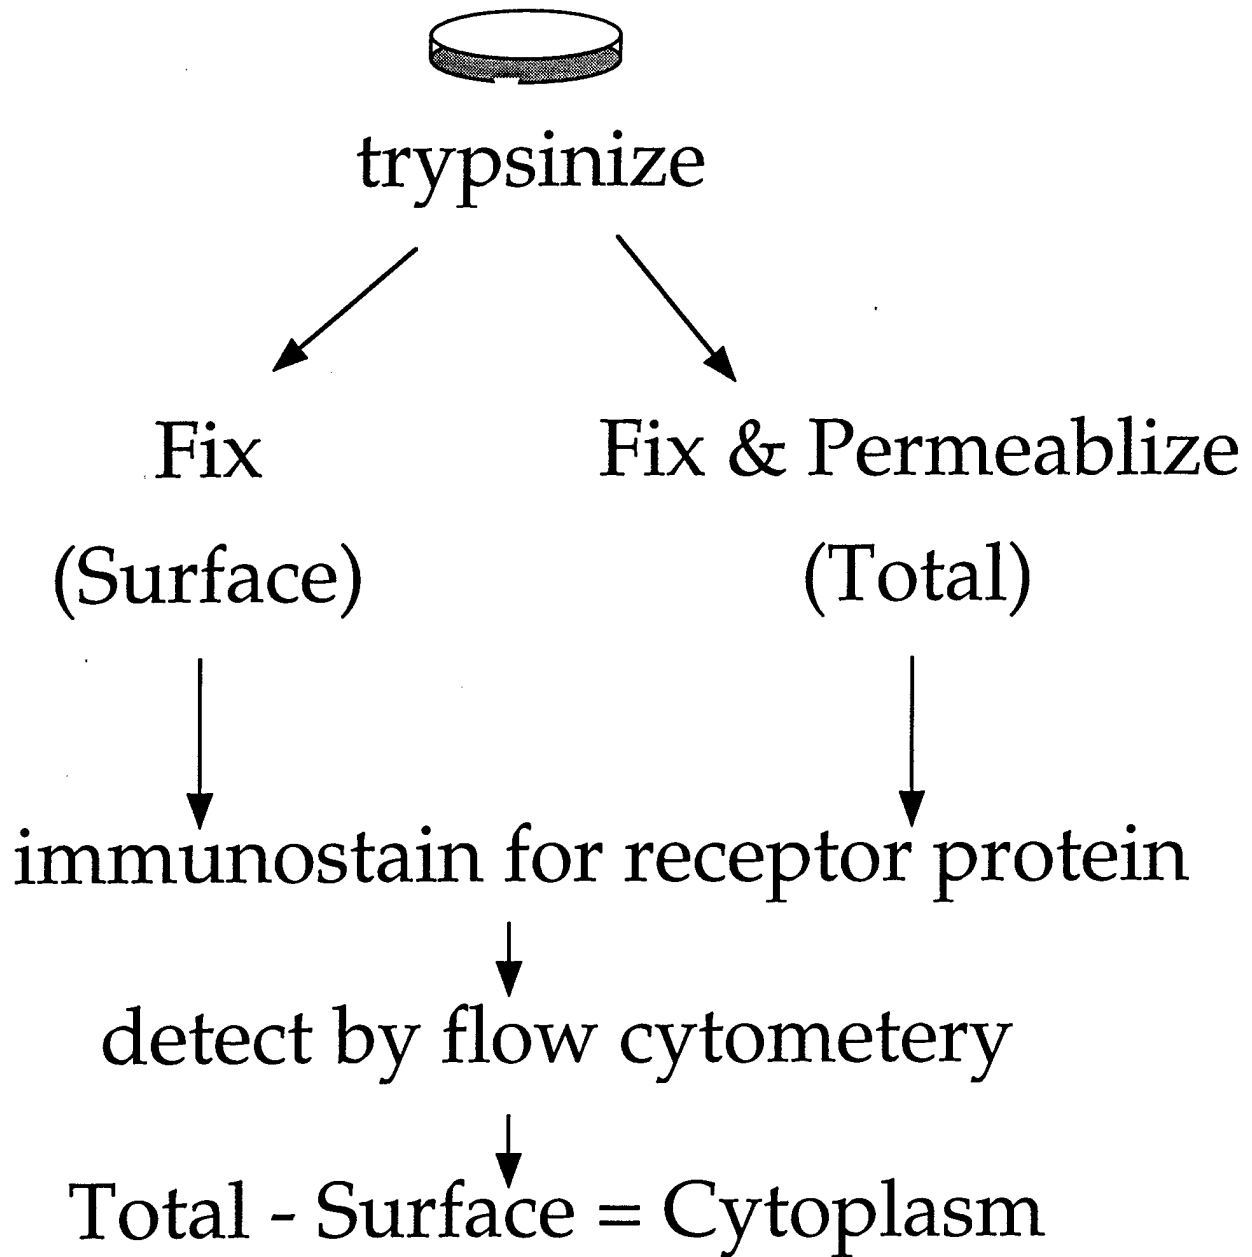 trypsinize
Fix
Fix & Permeablize
(Surface)
(Total)
immunostain for receptor protein
detect by flow cytometery
Total - Surface = Cytoplasm